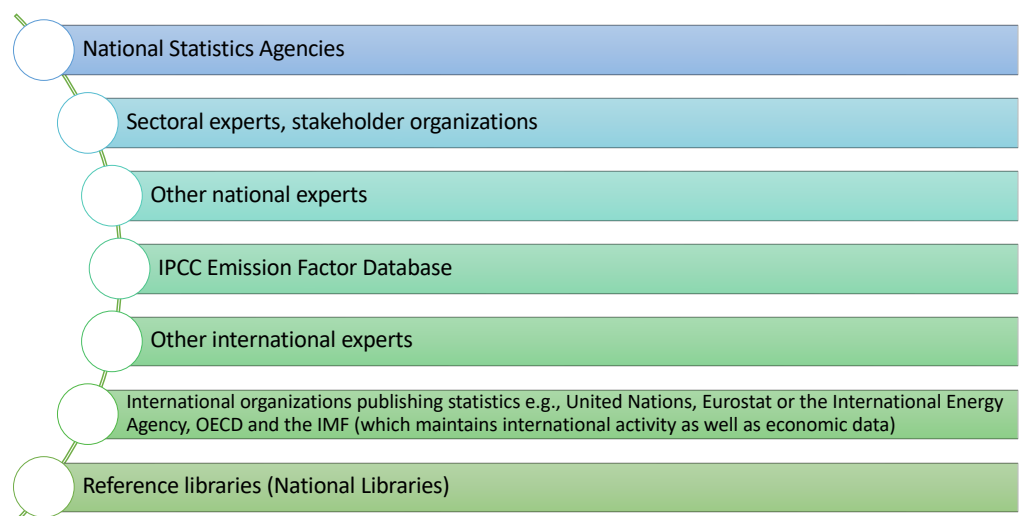 National Statistics Agencies
Sectoral experts, stakeholder organizations
Other national experts
IPCC Emission Factor Database
Other international experts
International organizations publishing statistics e.g., United Nations, Eurostat or the International Energy
Agency, OECD and the IMF (which maintains international activity as well as economic data)
Reference libraries (National Libraries)